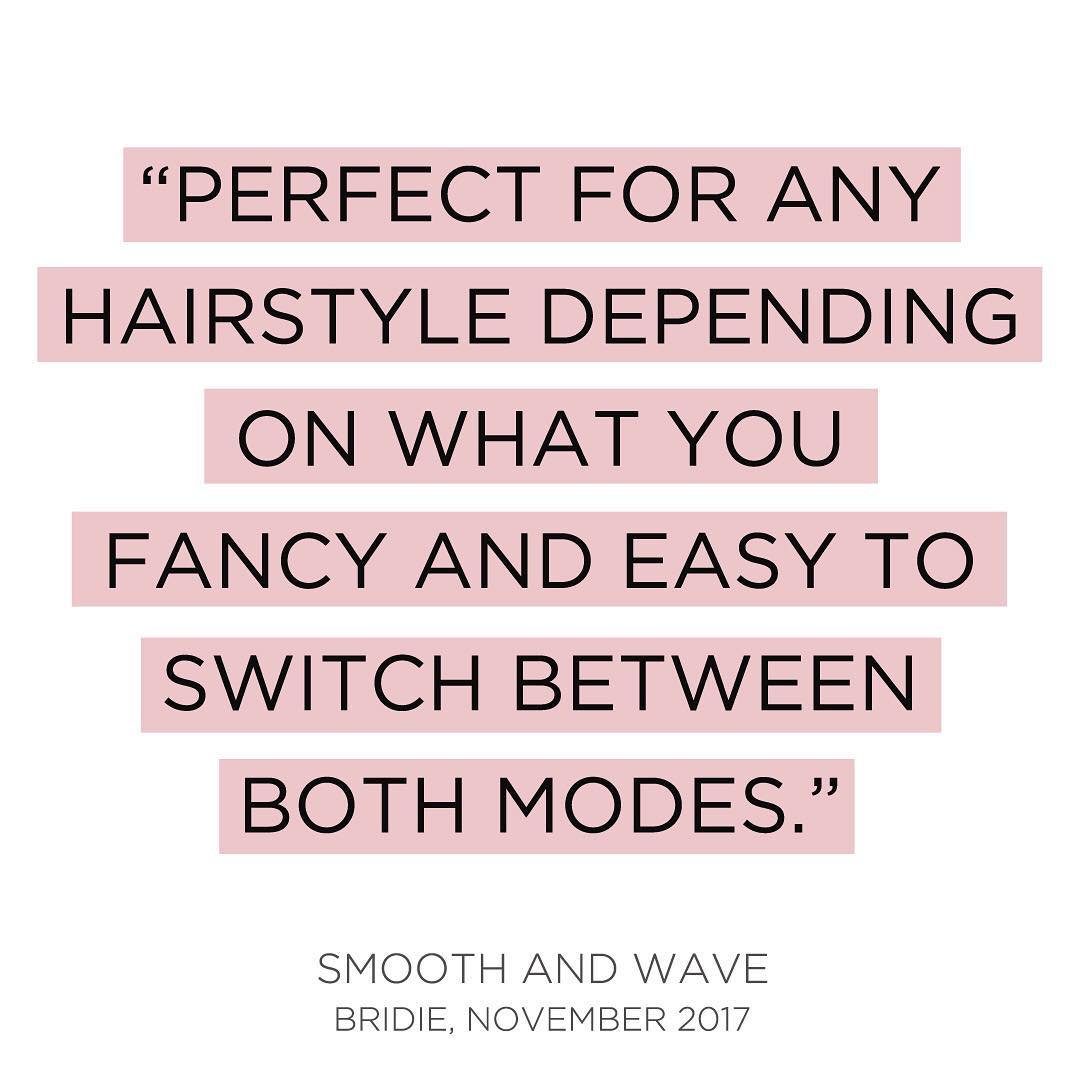 “PERFECT FOR ANY
HAIRSTYLE DEPENDING
ON WHAT YOU
FANCY AND EASY TO
SWITCH BETWEEN
BOTH MODES.”
SMOOTH AND WAVE
BRIDIE, NOVEMBER 2017